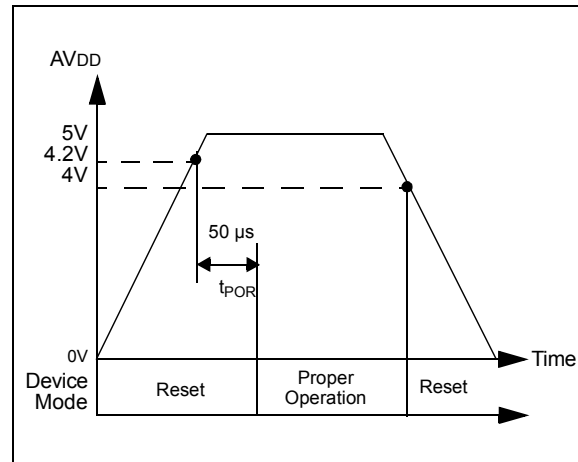 AVDD
5V
4.2V
4V
50 µs
tPOR
0V
Time
Device
Mode
Reset
Proper
Operation
Reset